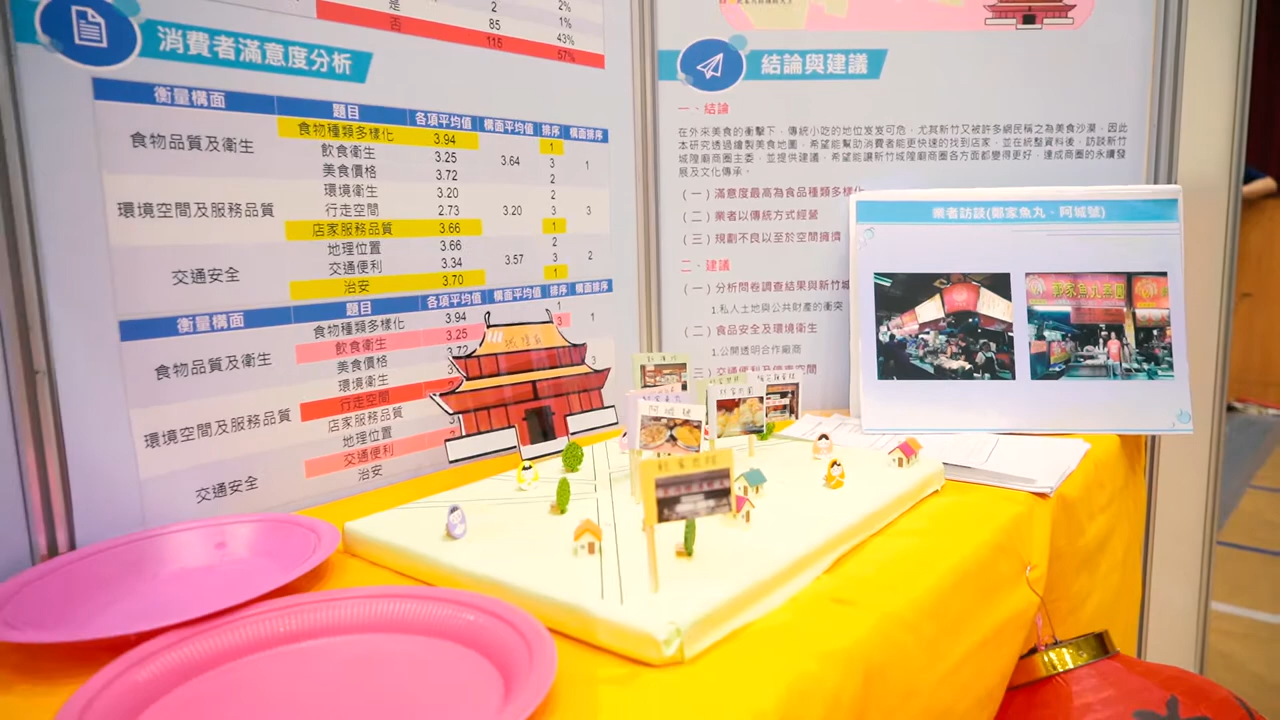 是 2 2%
85 1%
否 115 43%
57%
消費者滿意度分析
衡量構面 題目 各項平均值 構面平均值 排序 構面排序
食物品質及衛生 食物種類多樣化 3.94 3.64 1 1
飲食衛生 3.25 3
美食價格 3.72 2
環境空間及服務品質 環境衛生 3.20 3.20 2 3
行走空間 2.73 3
店家服務品質 3.66 1
交通安全 地理位置 3.66 3.57 2 2
交通便利 3.34 3
治安 3.70 1
衡量構面 題目 各項平均值 構面平均值 排序 構面排序
食物品質及衛生 食物種類多樣化 3.94 1 1
飲食衛生 3.25 3
美食價格 3.72
環境空間及服務品質 環境衛生 3
行走空間
店家服務品質
交通安全 地理位置
交通便利
治安
城隍廟
結論與建議
一、結論
在外來美食的衝擊下，傳統小吃的地位岌岌可危，尤其新竹又被許多網民稱之為美食沙漠，因此
本研究透過繪製美食地圖，希望能幫助消費者能更快速的找到店家，並在統整資料後，訪談新竹
城隍廟商圈主委，並提供建議，希望能讓新竹城隍廟商圈各方面都變得更好，達成商圈的永續發
展及文化傳承。
(一) 滿意度最高為食品種類多樣化
(二) 業者以傳統方式經營
(三) 規劃不良以至於空間擁擠
二、建議
(一) 分析問卷調查結果與新竹城
1.私人土地與公共財產的衝突
(二) 食品安全及環境衛生
1.公開透明合作廠商
三) 交通便利及停車空間
業者訪談(鄭家魚丸、阿城號)
鄭家魚丸燕圓
阿城號